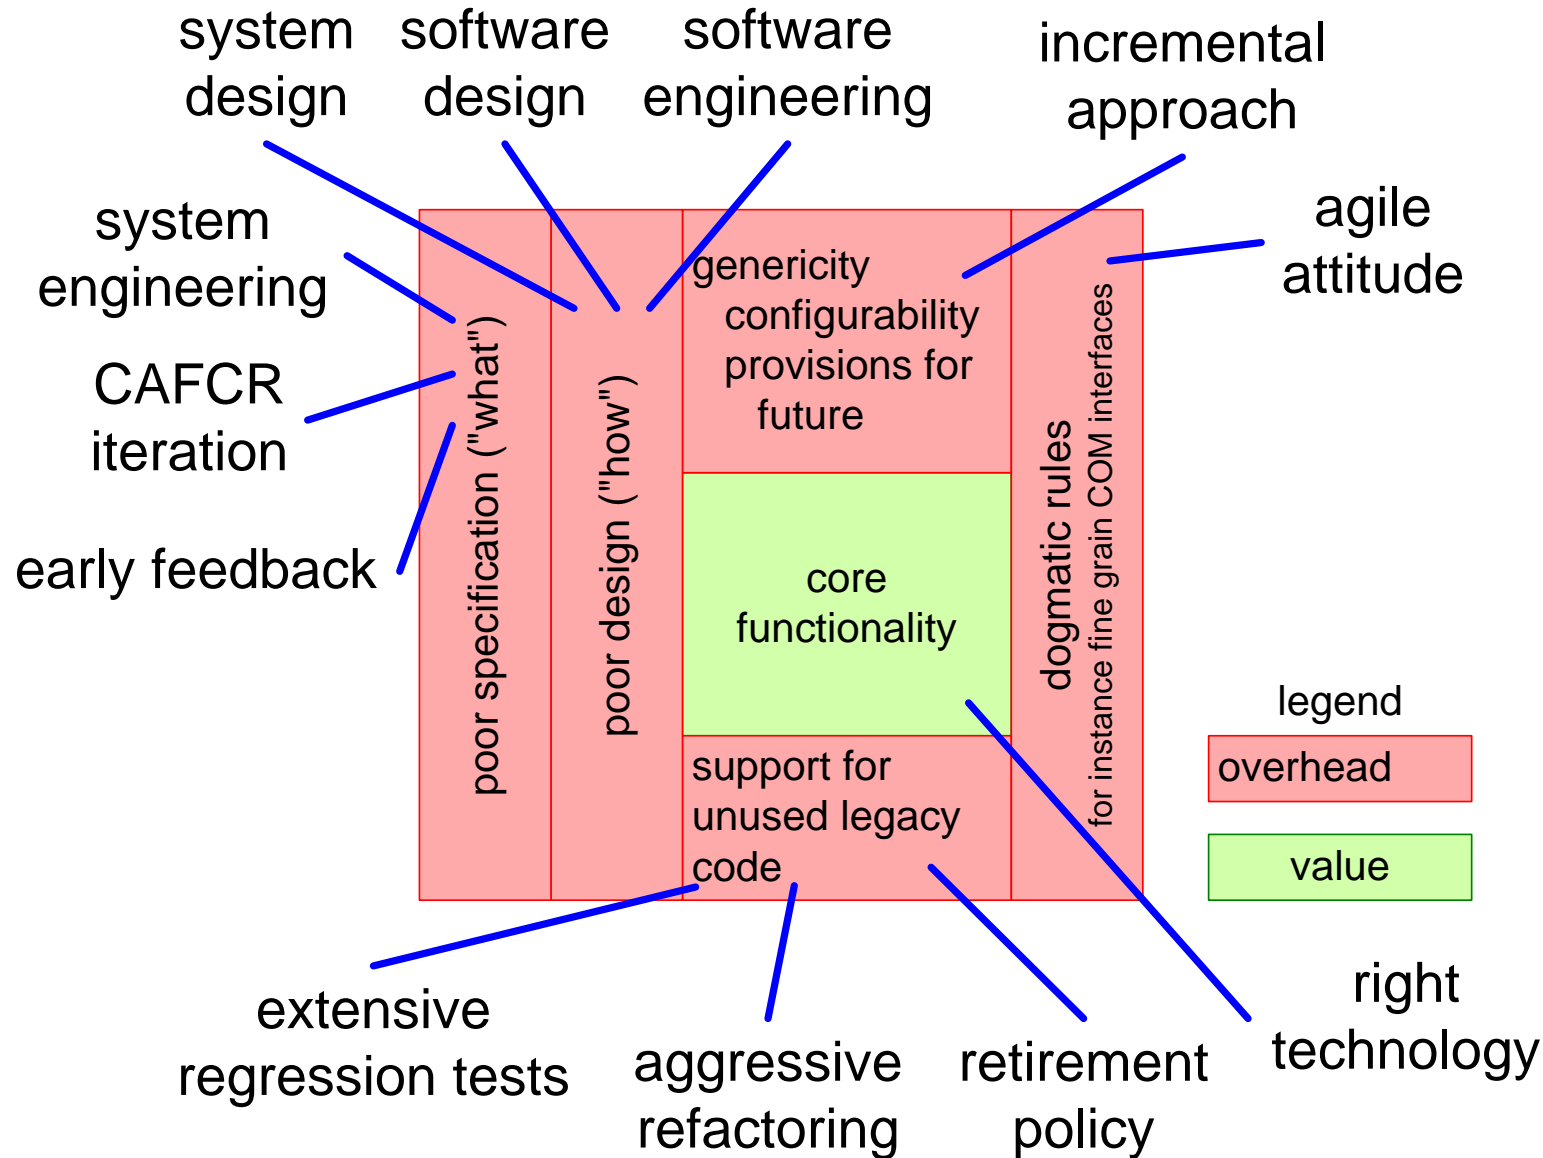 system
design
software
design
software
engineering
incremental
approach
agile
attitude
system
engineering
CAFCR
iteration
early feedback
poor specification ("what")
poor design ("how")
genericity
configurability
provisions for
future
core
functionality
support for
unused legacy
code
dogmatic rules
for instance fine grain COM interfaces
legend
overhead
value
extensive
regression tests
aggressive
refactoring
retirement
policy
right
technology